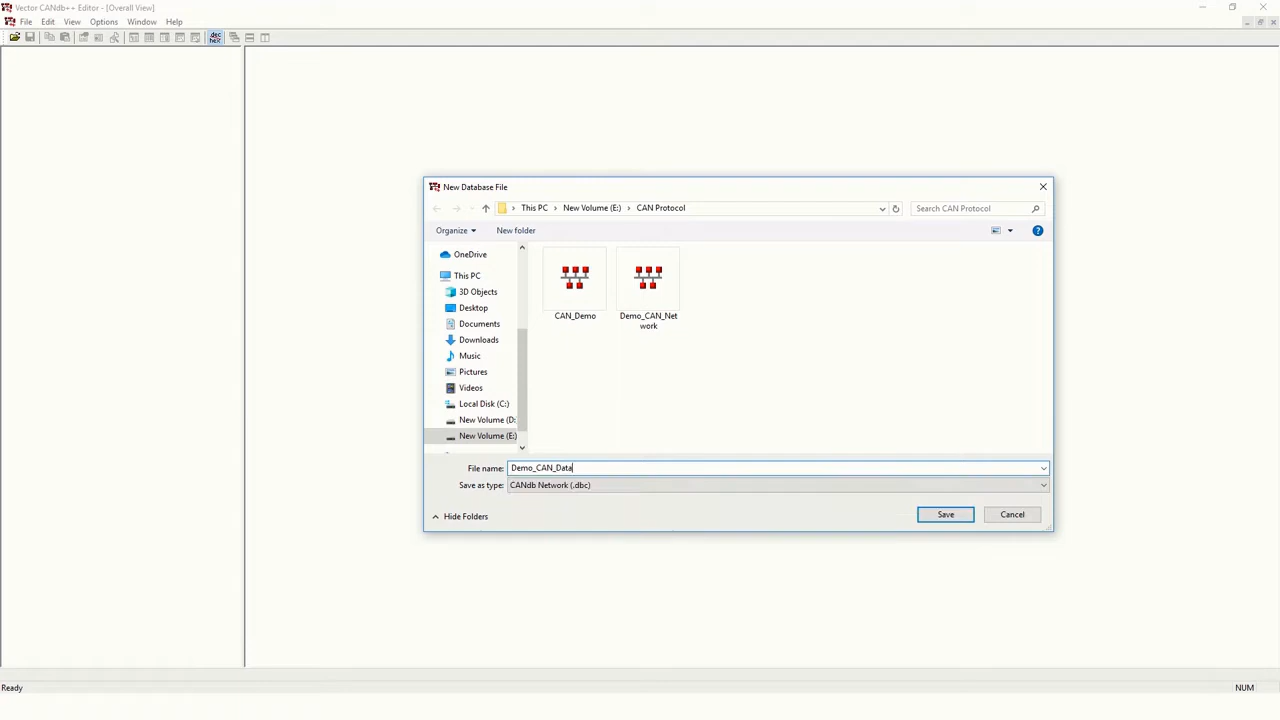 Vector CANdb++ Editor - [Overall View]
File Edit View Options Window Help
dec
hex
New Database File
This PC New Volume (E:) CAN Protocol
Search CAN Protocol
Organize New folder
OneDrive
This PC
3D Objects
Desktop
Documents
Downloads
Music
Pictures
Videos
Local Disk (C:)
New Volume (D:
New Volume (E:)
CAN_Demo
Demo_CAN_Net
work
File name: Demo_CAN_Data
Save as type: CANdb Network (.dbc)
Hide Folders
Save Cancel
Ready NUM